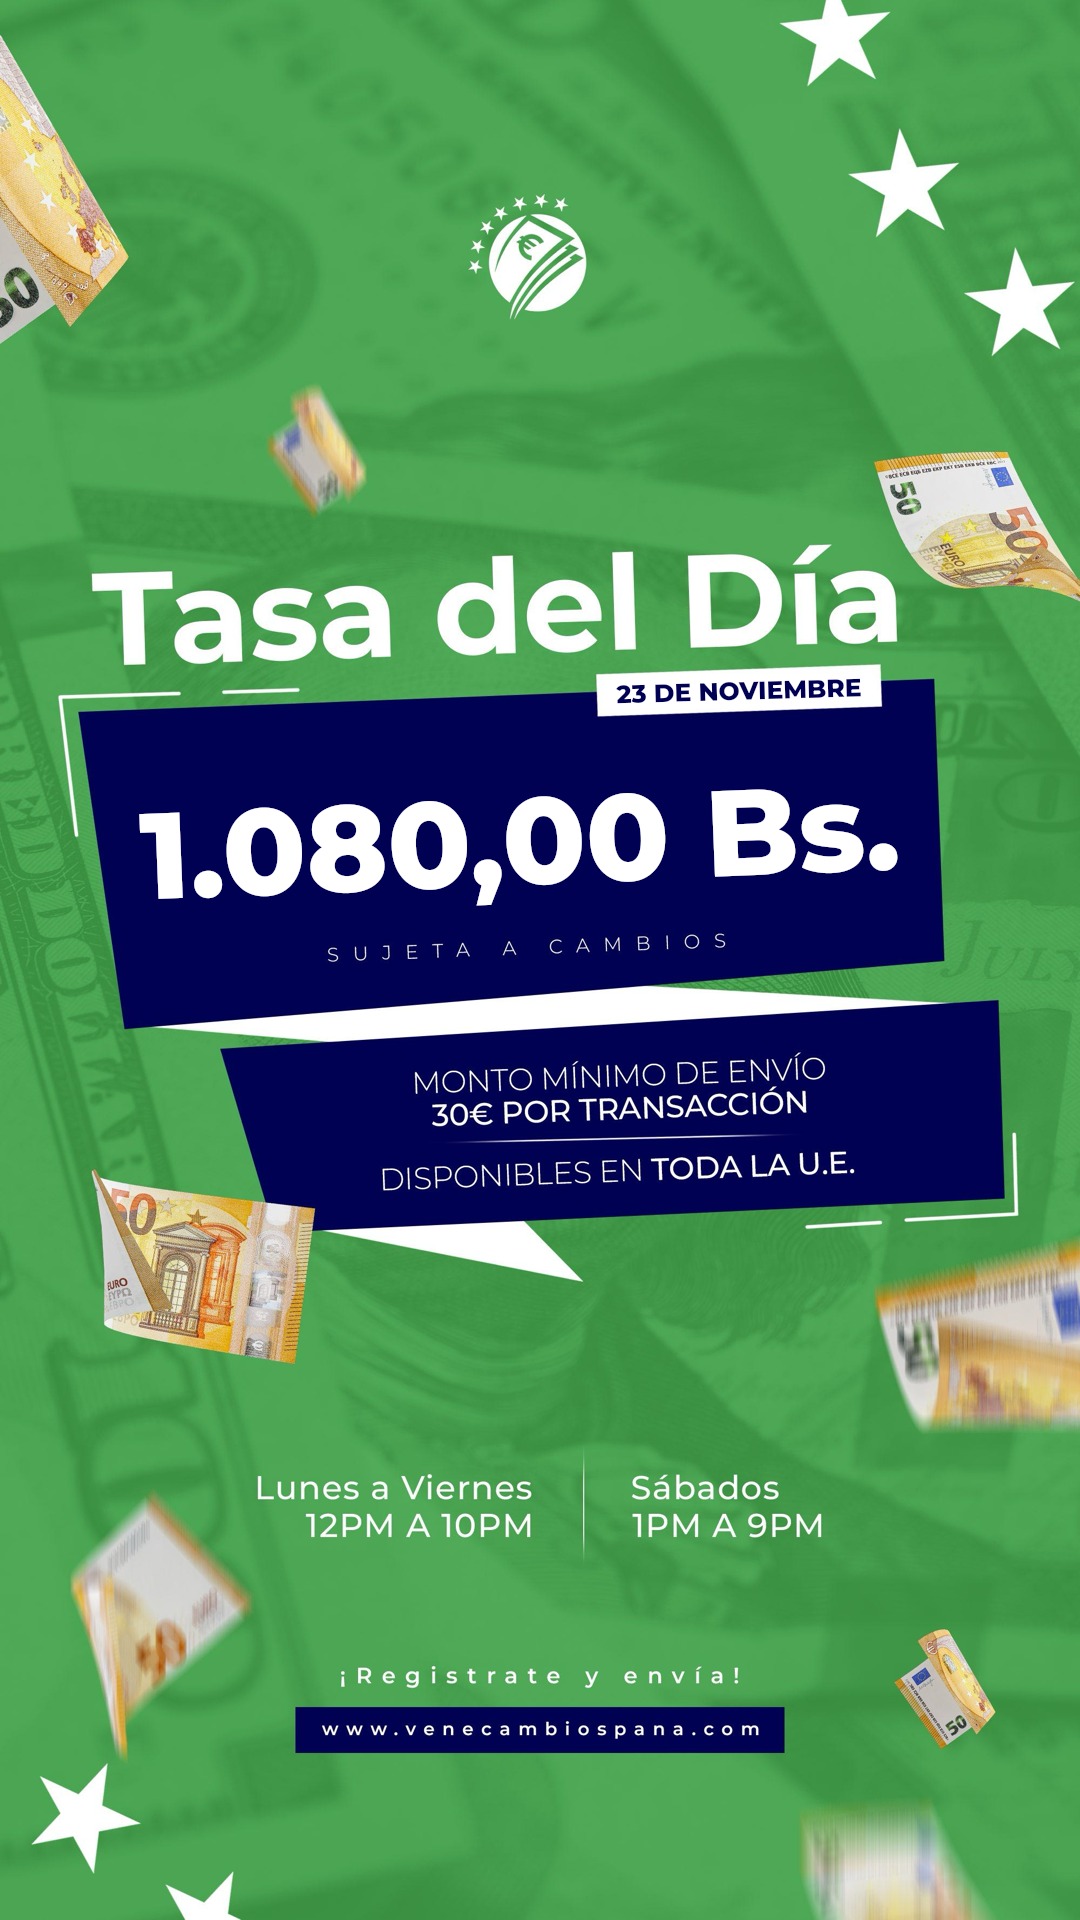 Tasa del Día
23 DE NOVIEMBRE
1.080,00 Bs.
SUJETA A CAMBIOS
MONTO MÍNIMO DE ENVÍO
30€ POR TRANSACCIÓN
DISPONIBLES EN TODA LA U.E.
Lunes a Viernes
12PM A 10PM
Sábados
1PM A 9PM
¡Registrate y envía!
www.venecambiospana.com